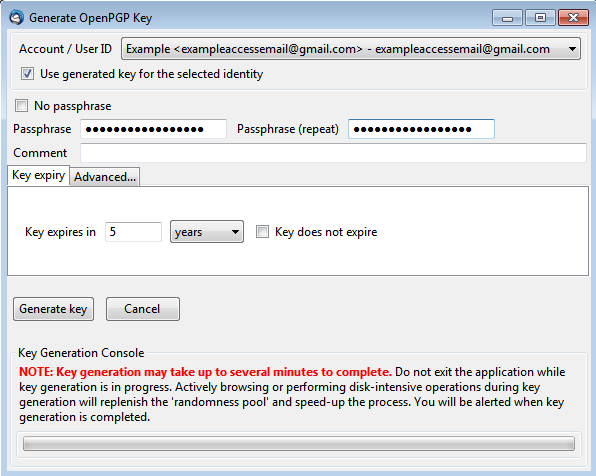 Generate OpenPGP Key
Account / User ID Example <exampleaccessemail@gmail.com> - exampleaccessemail@gmail.com
Use generated key for the selected identity
No passphrase
Passphrase ●●●●●●●●●●●●●●●●● Passphrase (repeat) ●●●●●●●●●●●●●●●●●
Comment
Key expiry Advanced...
Key expires in 5 years Key does not expire
Generate key Cancel
Key Generation Console
NOTE: Key generation may take up to several minutes to complete. Do not exit the application while
key generation is in progress. Actively browsing or performing disk-intensive operations during key
generation will replenish the 'randomness pool' and speed-up the process. You will be alerted when key
generation is completed.